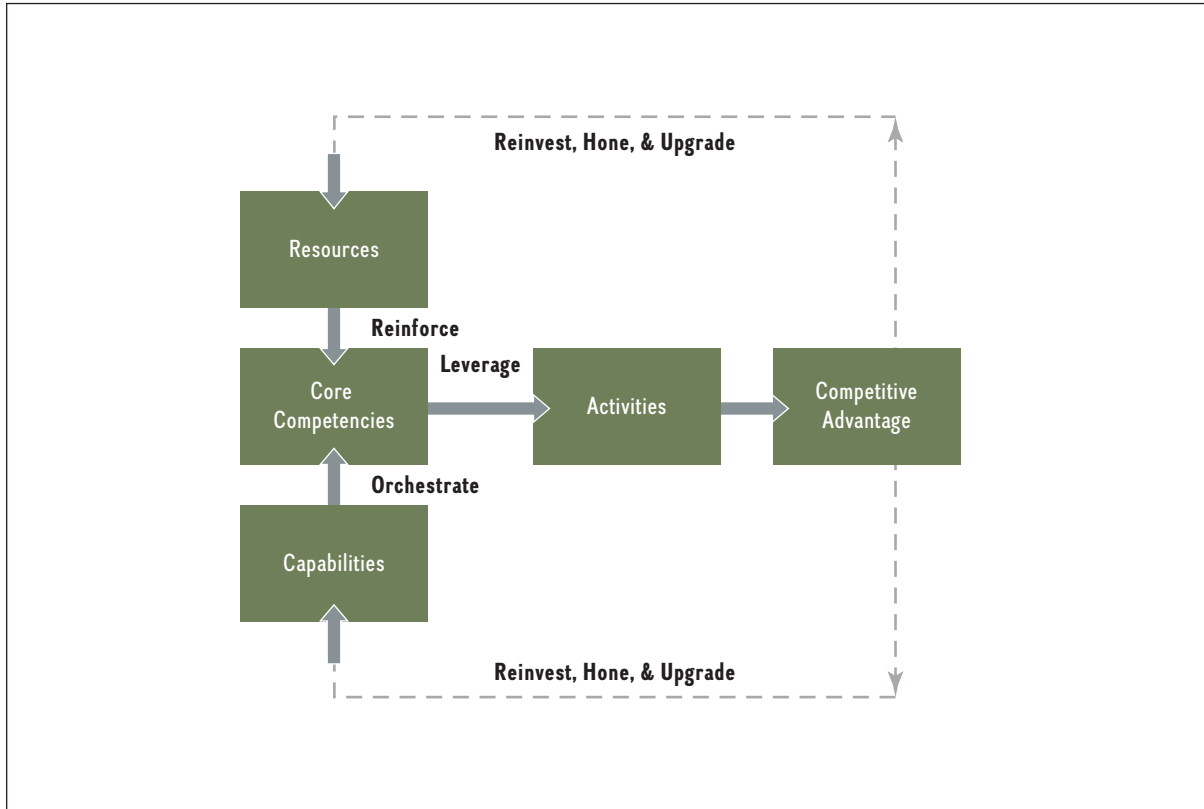 Reinvest, Hone, & Upgrade
Resources
Reinforce
Leverage
Core
Competencies
Activities
Competitive
Advantage
Orchestrate
Capabilities
Reinvest, Hone, & Upgrade